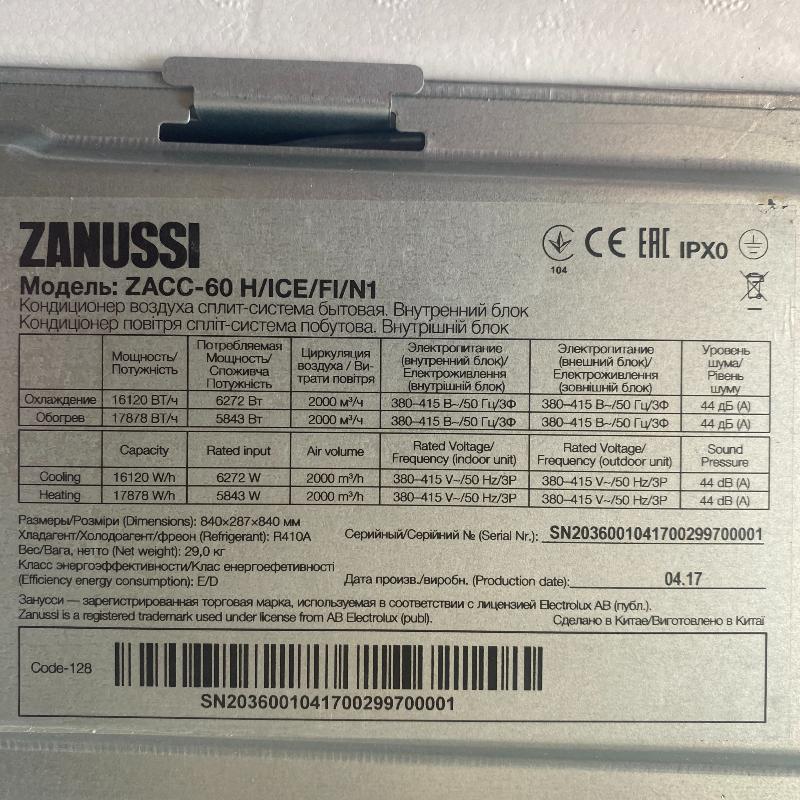 ZANUSSI
CE EAC IPX0
104
Модель: ZACC-60 H/ICE/FI/N1
Кондиционер воздуха сплит-система бытовая. Внутренний блок
Кондиціонер повітря спліт-система побутова. Внутрішній блок
Мощность/ Потужність Потребляемая Мощность/ Споживча Потужність Циркуляция воздуха / Витрати повітря Электропитание (внутренний блок)/ Електроживлення (внутрішній блок) Электропитание (внешний блок)/ Електроживлення (зовнішній блок) Уровень шума/ Рівень шуму
Охлаждение 16120 ВТ/ч 6272 Вт 2000 м³/ч 380–415 В~/50 Гц/3Ф 380–415 В~/50 Гц/3Ф 44 дБ (А)
Обогрев 17878 ВТ/ч 5843 Вт 2000 м³/ч 380–415 В~/50 Гц/3Ф 380–415 В~/50 Гц/3Ф 44 дБ (А)
Capacity Rated input Air volume Rated Voltage/ Frequency (indoor unit) Rated Voltage/ Frequency (outdoor unit) Sound Pressure
Cooling 16120 W/h 6272 W 2000 m³/h 380–415 V~/50 Hz/3P 380–415 V~/50 Hz/3P 44 dB (A)
Heating 17878 W/h 5843 W 2000 m³/h 380–415 V~/50 Hz/3P 380–415 V~/50 Hz/3P 44 dB (A)
Размеры/Розміри (Dimensions): 840×287×840 мм
Хладагент/Холодоагент/фреон (Refrigerant): R410A
Серийный/Серійний № (Serial Nr.): SN2036001041700299700001
Вес/Вага, нетто (Net weight): 29,0 кг
Класс энергоэффективности/Клас енергоефетивності
(Efficiency energy consumption): E/D
Дата произв./виробн. (Production date): 04.17
Занусси — зарегистрированная торговая марка, используемая в соответствии с лицензией Electrolux AB (публ.).
Zanussi is a registered trademark used under license from AB Electrolux (publ).
Сделано в Китае/Виготовлено в Китаї
Code-128
SN2036001041700299700001